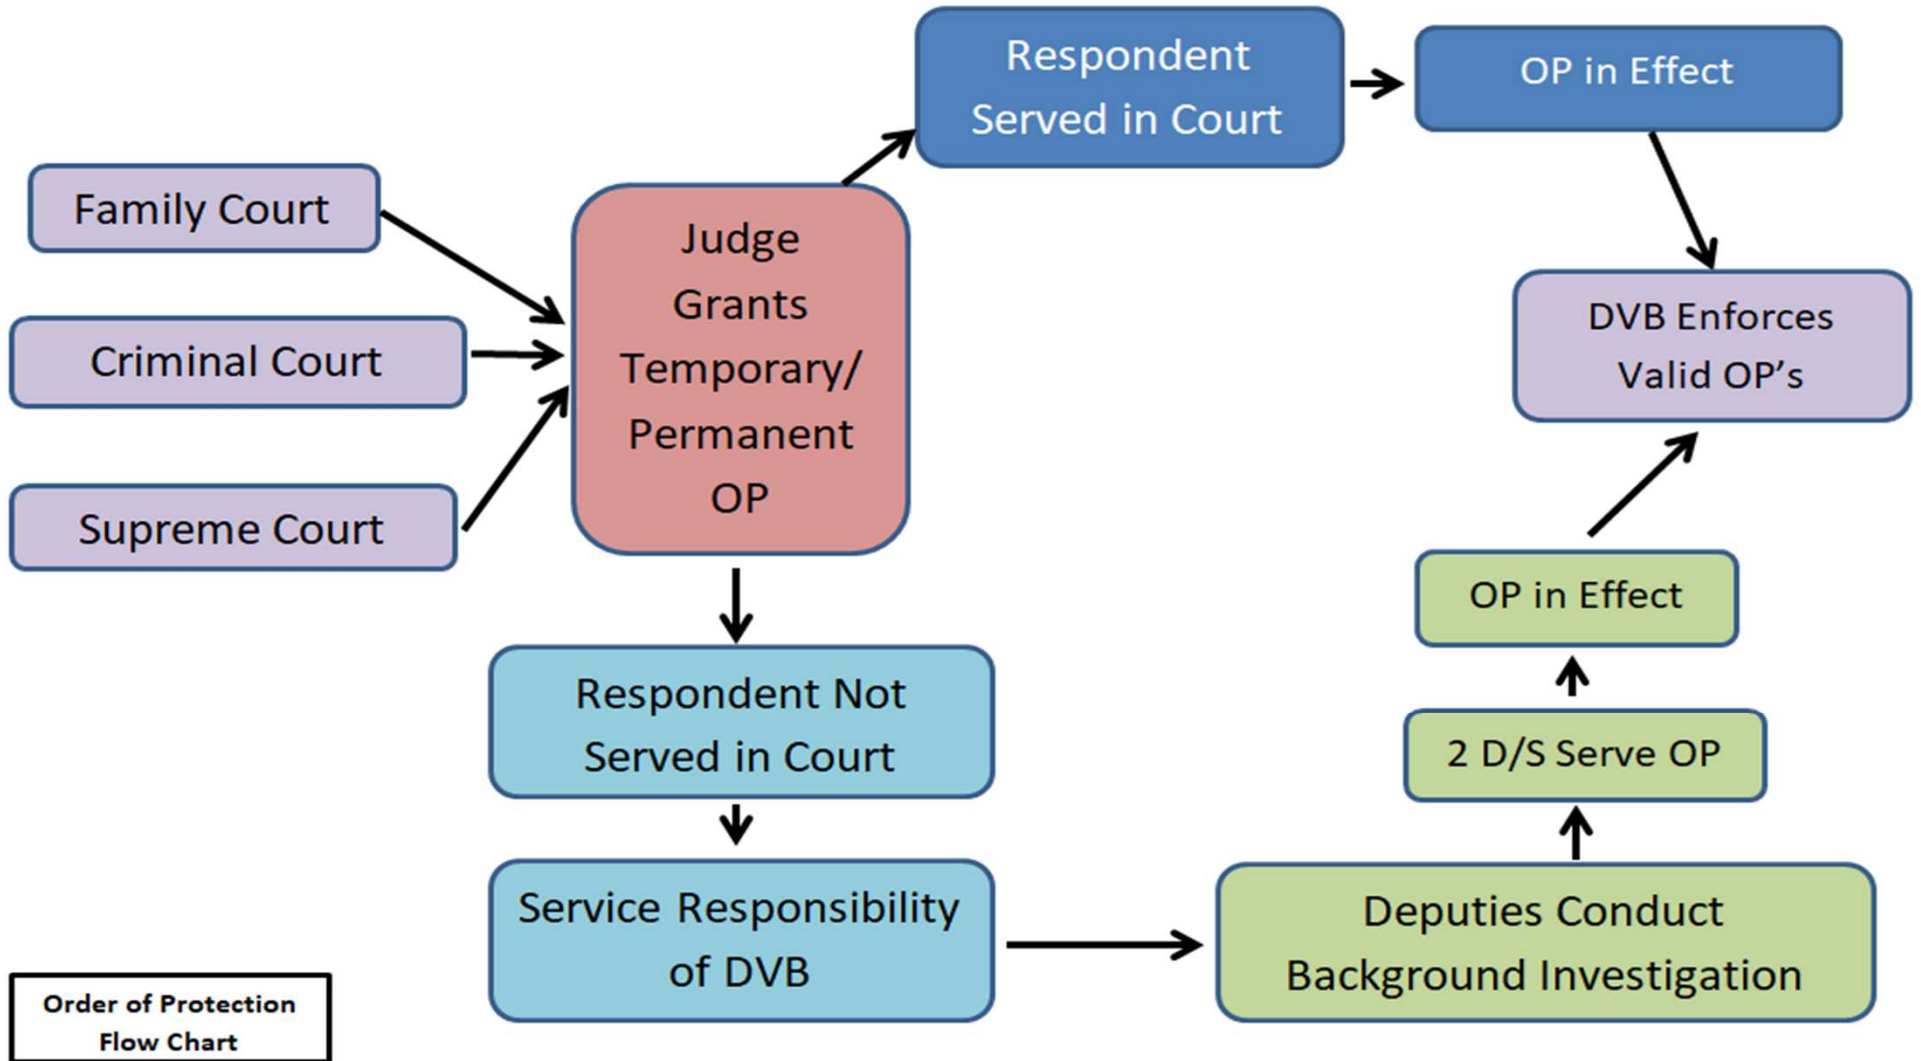 Respondent
Served in Court
OP in Effect
Family Court
Criminal Court
Supreme Court
Judge
Grants
Temporary/
Permanent
OP
DVB Enforces
Valid OP’s
Respondent Not
Served in Court
OP in Effect
2 D/S Serve OP
Service Responsibility
of DVB
Deputies Conduct
Background Investigation
Order of Protection
Flow Chart